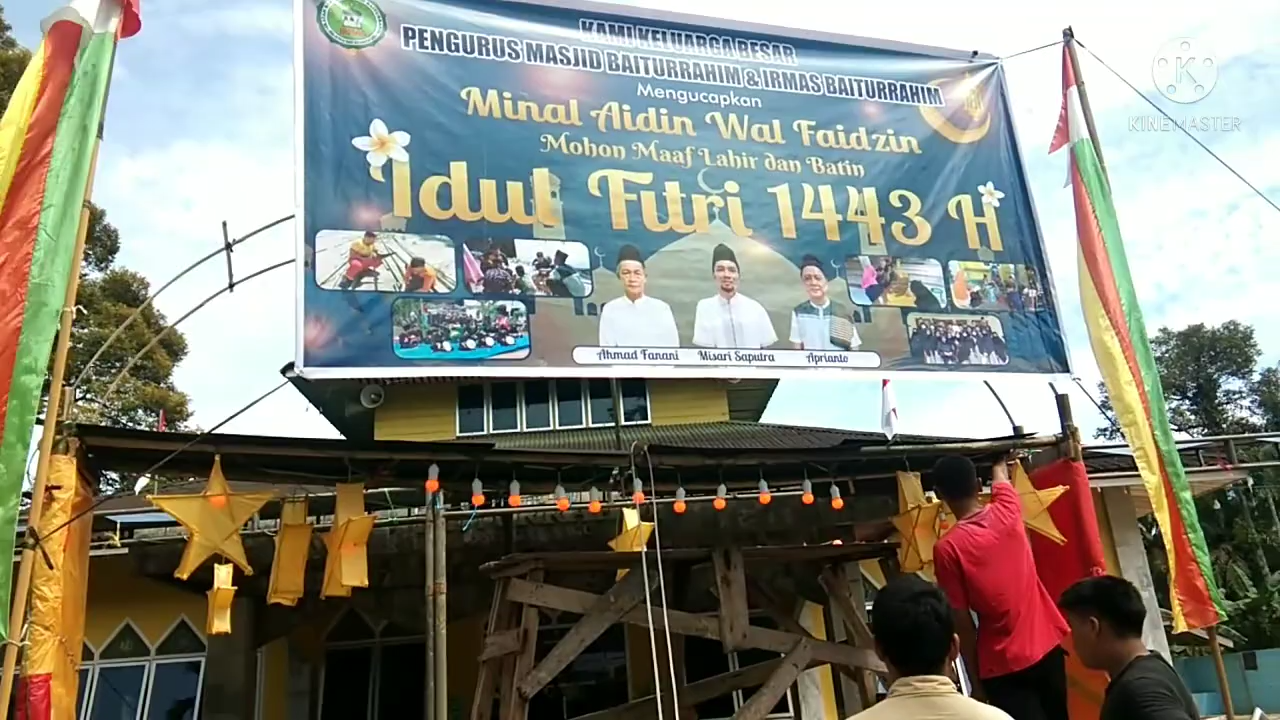 KAMI KELUARGA BESAR
PENGURUS MASJID BAITURRAHIM & IRMAS BAITURRAHIM
Mengucapkan
Minal Aidin Wal Faidzin
Mohon Maaf Lahir dan Batin
Idul Fitri 1443 H
Ahmad Fanani Misari Saputra Aprianto
K
KINEMASTER